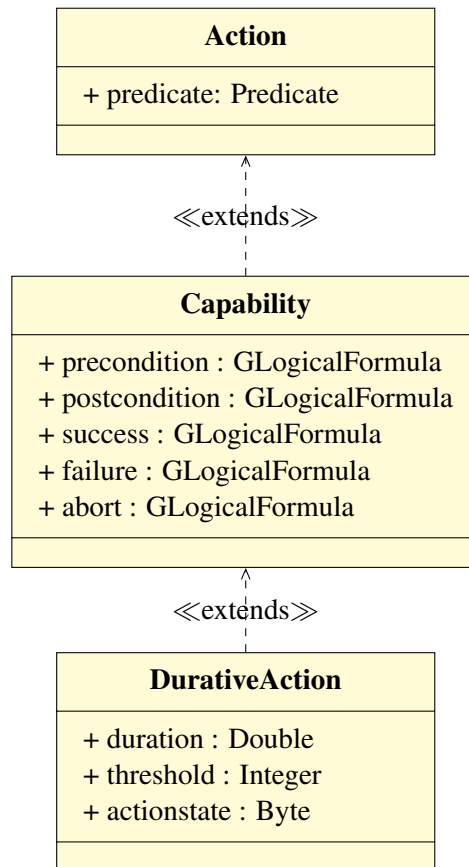 Action
+ predicate: Predicate
≪extends≫
Capability
+ precondition : GLogicalFormula
+ postcondition : GLogicalFormula
+ success : GLogicalFormula
+ failure : GLogicalFormula
+ abort : GLogicalFormula
≪extends≫
DurativeAction
+ duration : Double
+ threshold : Integer
+ actionstate : Byte